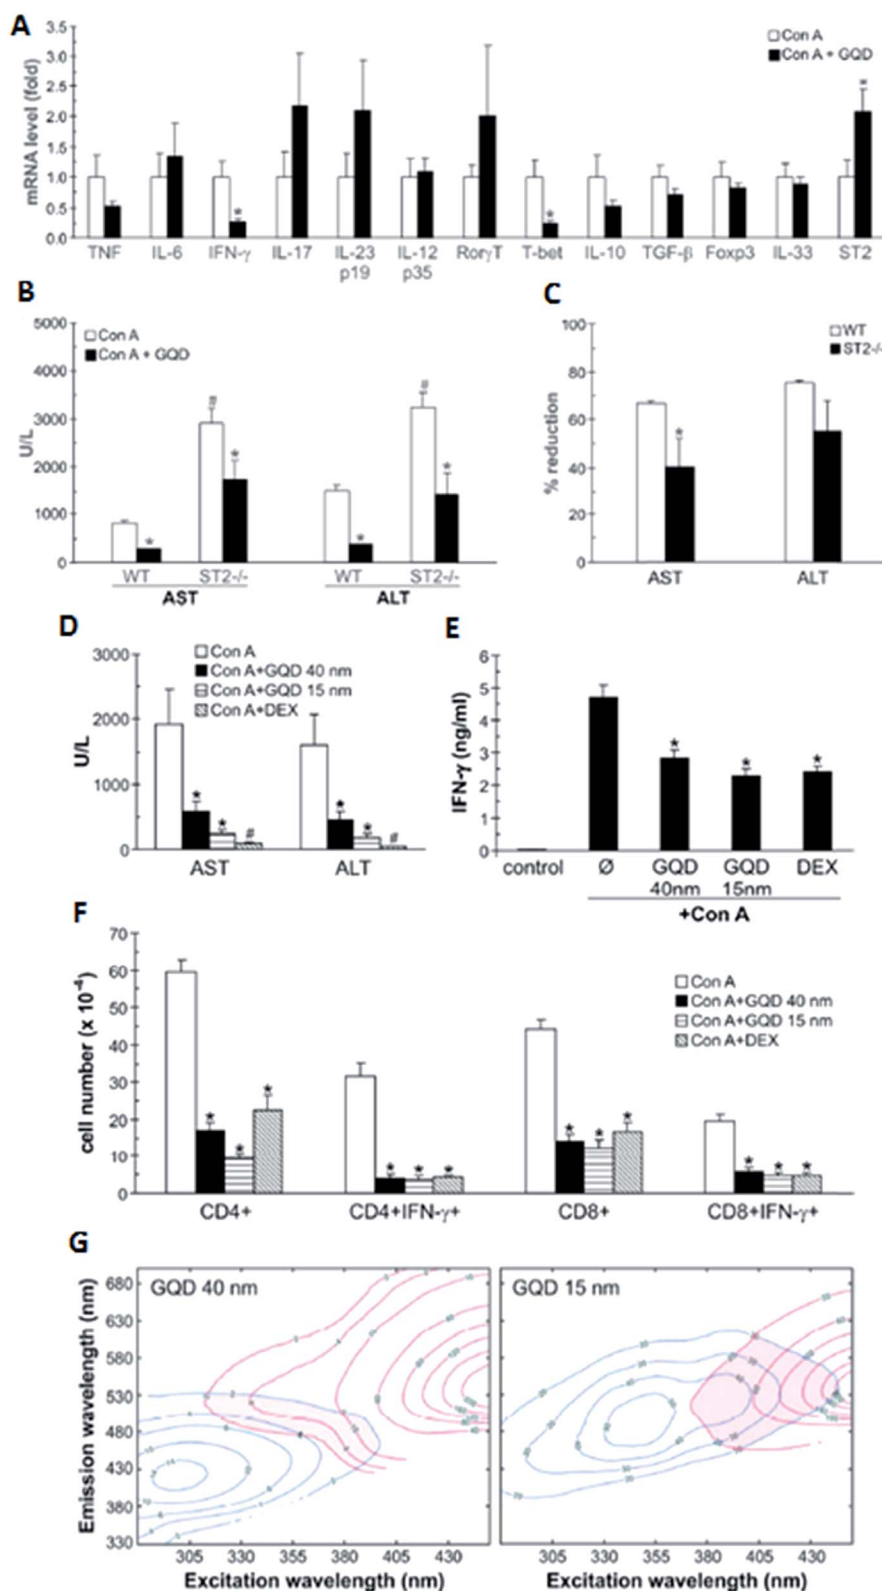 A
mRNA level (fold)
3.5
3.0
2.5
2.0
1.5
1.0
0.5
0.0
Con A
Con A + GQD
*
*
*
TNF IL-6 IFN-γ IL-17 IL-23 p19 IL-12 p35 RorγT T-bet IL-10 TGF-β Foxp3 IL-33 ST2
B
U/L
5000
4000
3000
2000
1000
0
Con A
Con A + GQD
* # * * # *
WT ST2-/- WT ST2-/-
AST ALT
C
% reduction
100
80
60
40
20
0
WT
ST2-/-
*
AST ALT
D
U/L
3000
2000
1000
0
Con A
Con A+GQD 40 nm
Con A+GQD 15 nm
Con A+DEX
* * # * * #
AST ALT
E
IFN-γ (ng/ml)
6
5
4
3
2
1
0
* * *
control Ø GQD 40nm GQD 15nm DEX
+Con A
F
cell number (x 10⁻⁴)
70
60
50
40
30
20
10
0
Con A
Con A+GQD 40 nm
Con A+GQD 15 nm
Con A+DEX
* * * * * * * * * * * *
CD4+ CD4+IFN-γ+ CD8+ CD8+IFN-γ+
G
Emission wavelength (nm)
680
630
580
530
480
430
380
330
GQD 40 nm
GQD 15 nm
305 330 355 380 405 430
305 330 355 380 405 430
Excitation wavelength (nm) Excitation wavelength (nm)